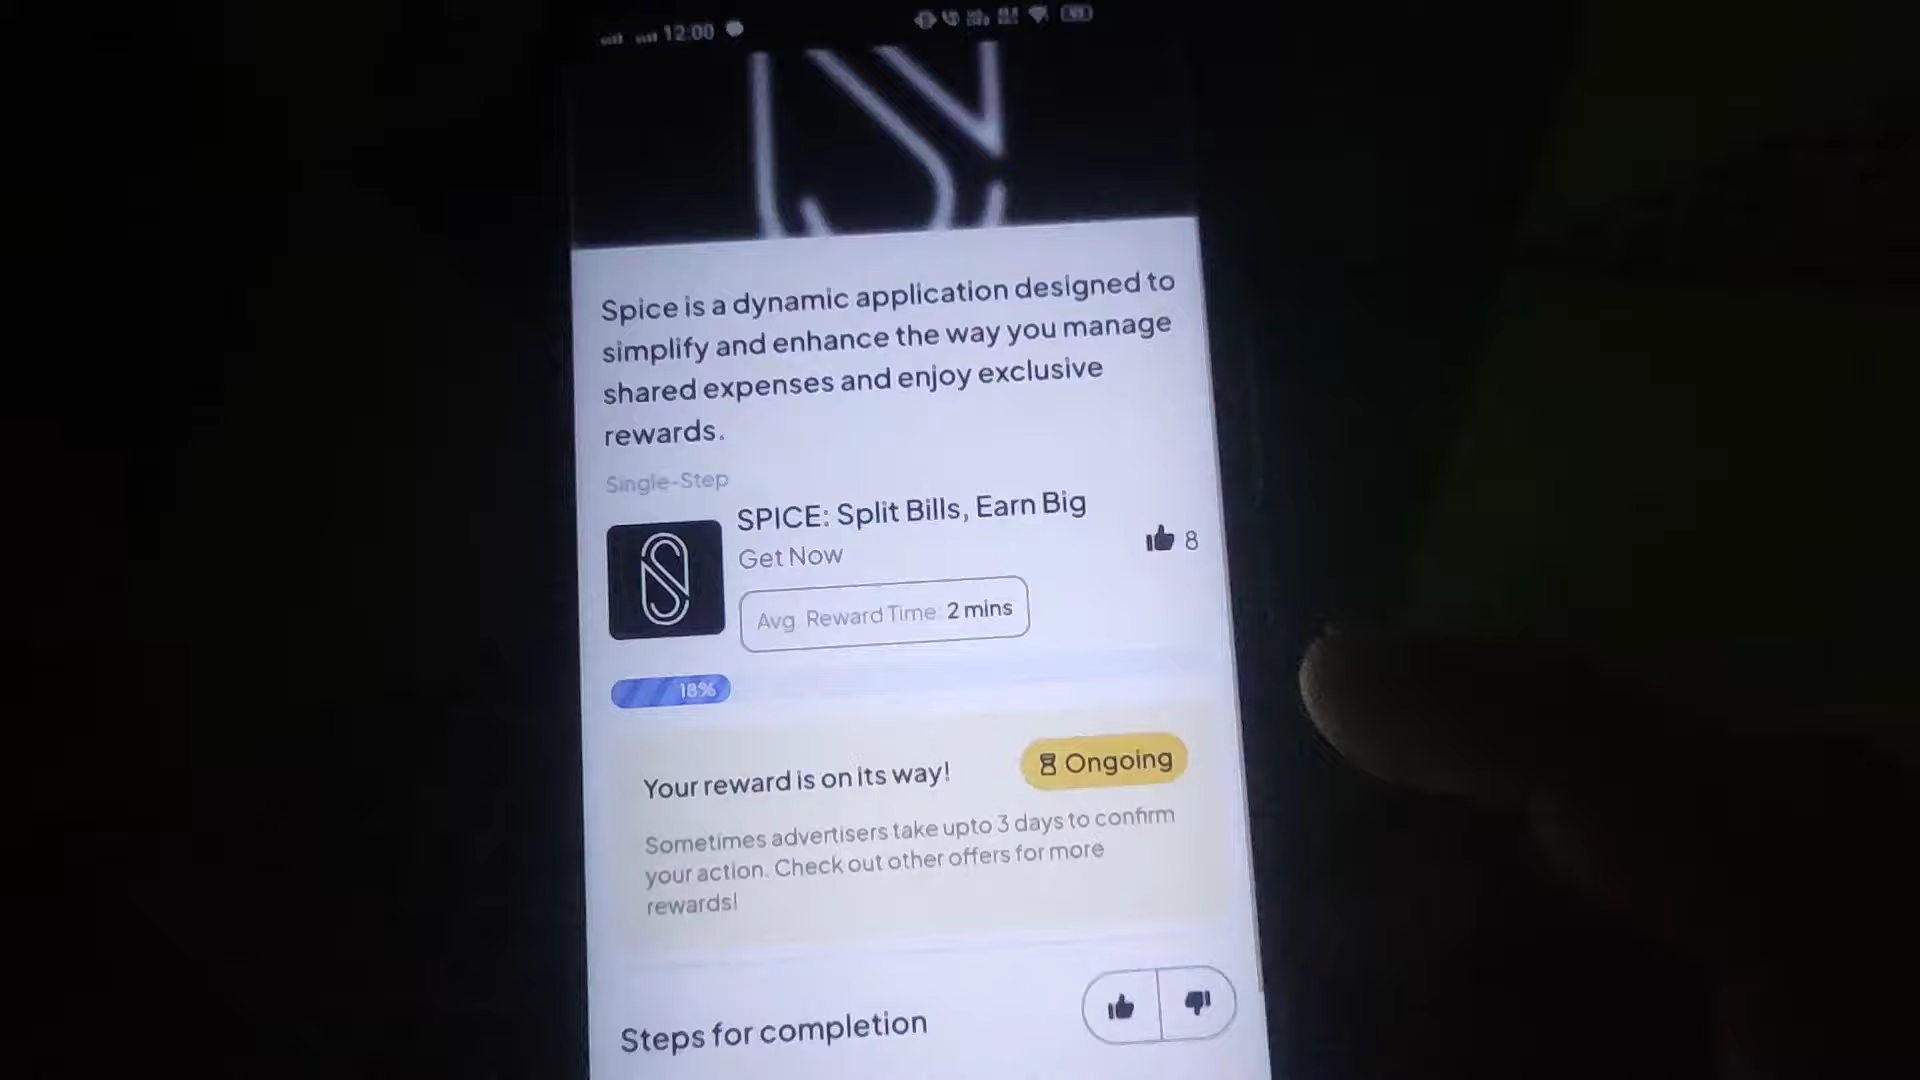 12:00
Spice is a dynamic application designed to
simplify and enhance the way you manage
shared expenses and enjoy exclusive
rewards.
Single-Step
SPICE: Split Bills, Earn Big
Get Now
8
Avg. Reward Time: 2 mins
18%
Your reward is on its way!
Ongoing
Sometimes advertisers take upto 3 days to confirm
your action. Check out other offers for more
rewards!
Steps for completion